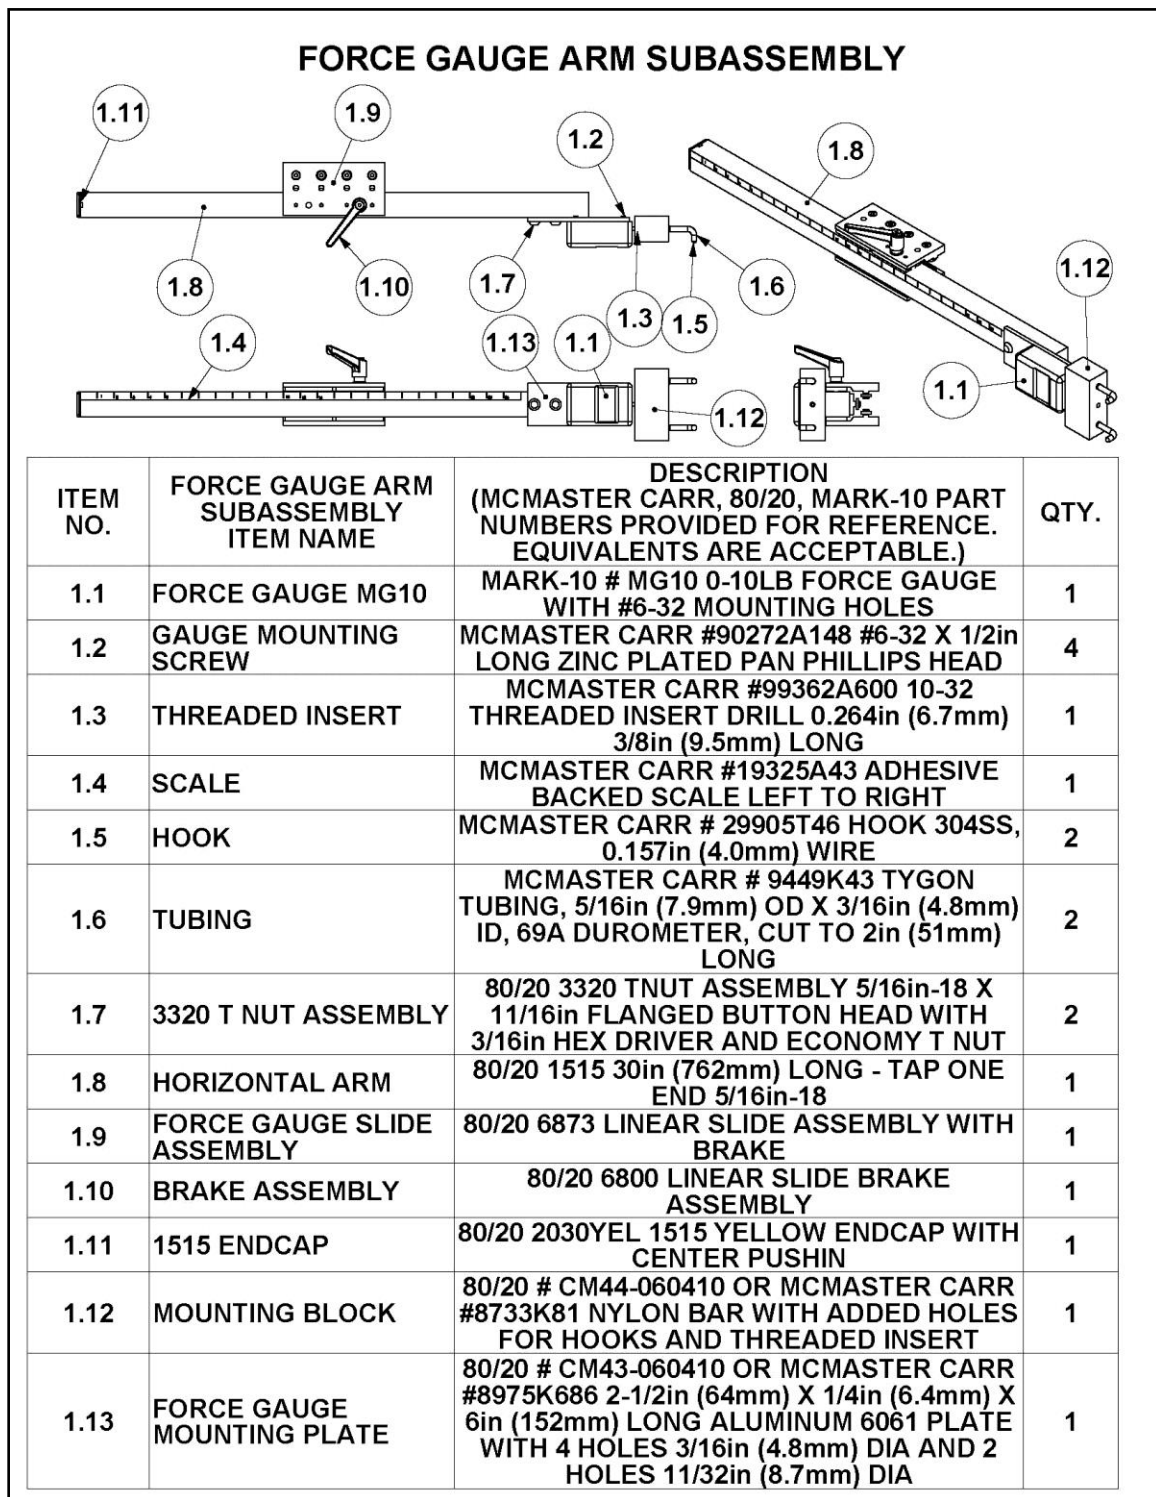 FORCE GAUGE ARM SUBASSEMBLY
1.11
1.9
1.2
1.8
1.8
1.10
1.7
1.3
1.5
1.6
1.12
1.4
1.13
1.1
1.12
1.1
ITEM
NO.
FORCE GAUGE ARM
SUBASSEMBLY
ITEM NAME
DESCRIPTION
(MCMASTER CARR, 80/20, MARK-10 PART
NUMBERS PROVIDED FOR REFERENCE.
EQUIVALENTS ARE ACCEPTABLE.)
QTY.
1.1
FORCE GAUGE MG10
MARK-10 # MG10 0-10LB FORCE GAUGE
WITH #6-32 MOUNTING HOLES
1
1.2
GAUGE MOUNTING
SCREW
MCMASTER CARR #90272A148 #6-32 X 1/2in
LONG ZINC PLATED PAN PHILLIPS HEAD
4
1.3
THREADED INSERT
MCMASTER CARR #99362A600 10-32
THREADED INSERT DRILL 0.264in (6.7mm)
3/8in (9.5mm) LONG
1
1.4
SCALE
MCMASTER CARR #19325A43 ADHESIVE
BACKED SCALE LEFT TO RIGHT
1
1.5
HOOK
MCMASTER CARR # 29905T46 HOOK 304SS,
0.157in (4.0mm) WIRE
2
1.6
TUBING
MCMASTER CARR # 9449K43 TYGON
TUBING, 5/16in (7.9mm) OD X 3/16in (4.8mm)
ID, 69A DUROMETER, CUT TO 2in (51mm)
LONG
2
1.7
3320 T NUT ASSEMBLY
80/20 3320 TNUT ASSEMBLY 5/16in-18 X
11/16in FLANGED BUTTON HEAD WITH
3/16in HEX DRIVER AND ECONOMY T NUT
2
1.8
HORIZONTAL ARM
80/20 1515 30in (762mm) LONG - TAP ONE
END 5/16in-18
1
1.9
FORCE GAUGE SLIDE
ASSEMBLY
80/20 6873 LINEAR SLIDE ASSEMBLY WITH
BRAKE
1
1.10
BRAKE ASSEMBLY
80/20 6800 LINEAR SLIDE BRAKE
ASSEMBLY
1
1.11
1515 ENDCAP
80/20 2030YEL 1515 YELLOW ENDCAP WITH
CENTER PUSHIN
1
1.12
MOUNTING BLOCK
80/20 # CM44-060410 OR MCMASTER CARR
#8733K81 NYLON BAR WITH ADDED HOLES
FOR HOOKS AND THREADED INSERT
1
1.13
FORCE GAUGE
MOUNTING PLATE
80/20 # CM43-060410 OR MCMASTER CARR
#8975K686 2-1/2in (64mm) X 1/4in (6.4mm) X
6in (152mm) LONG ALUMINUM 6061 PLATE
WITH 4 HOLES 3/16in (4.8mm) DIA AND 2
HOLES 11/32in (8.7mm) DIA
1